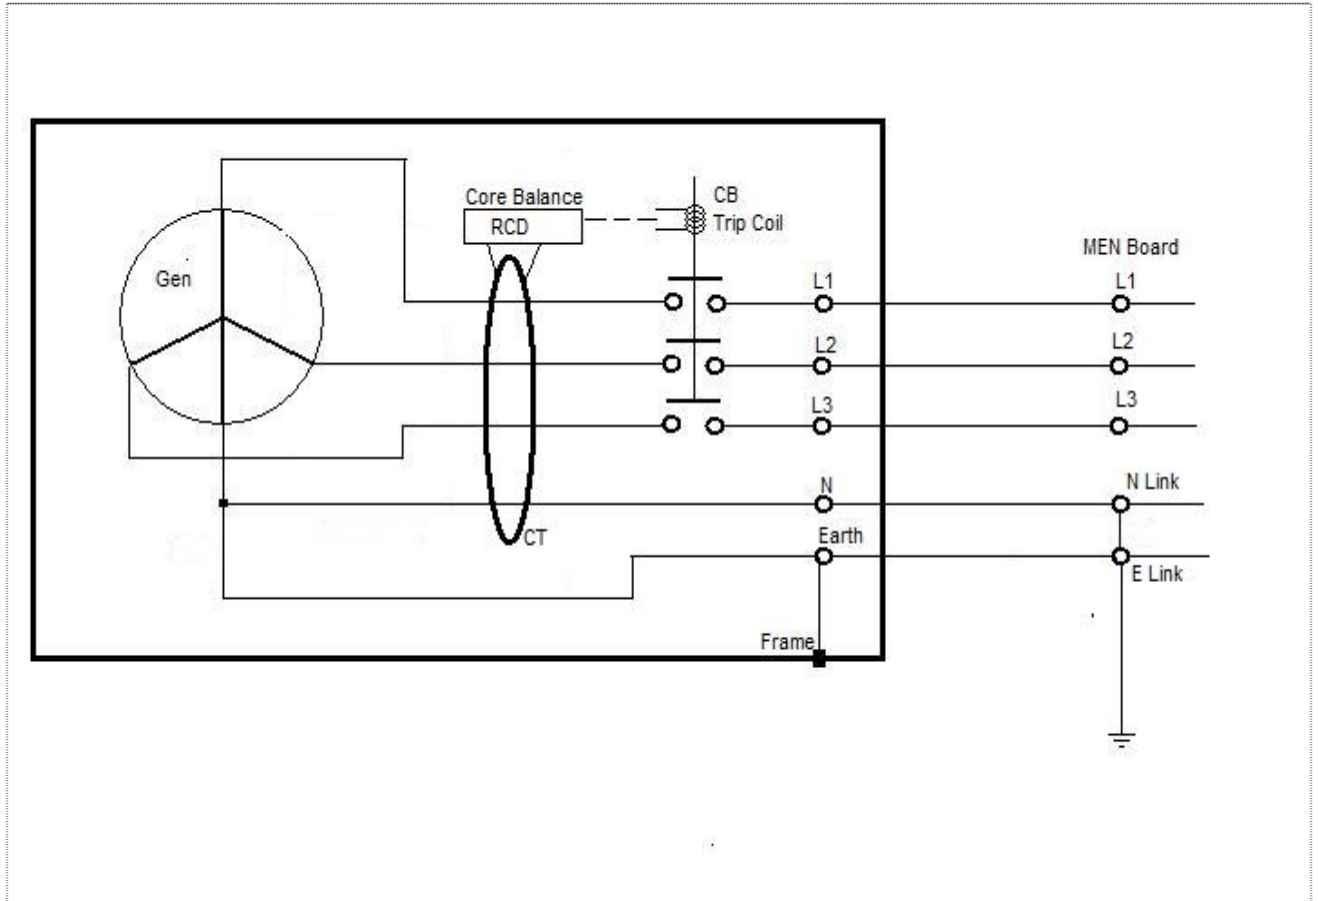 Core Balance
RCD
CB
Trip Coil
Gen
MEN Board
L1
L1
L2
L2
L3
L3
N
N Link
CT
Earth
E Link
Frame